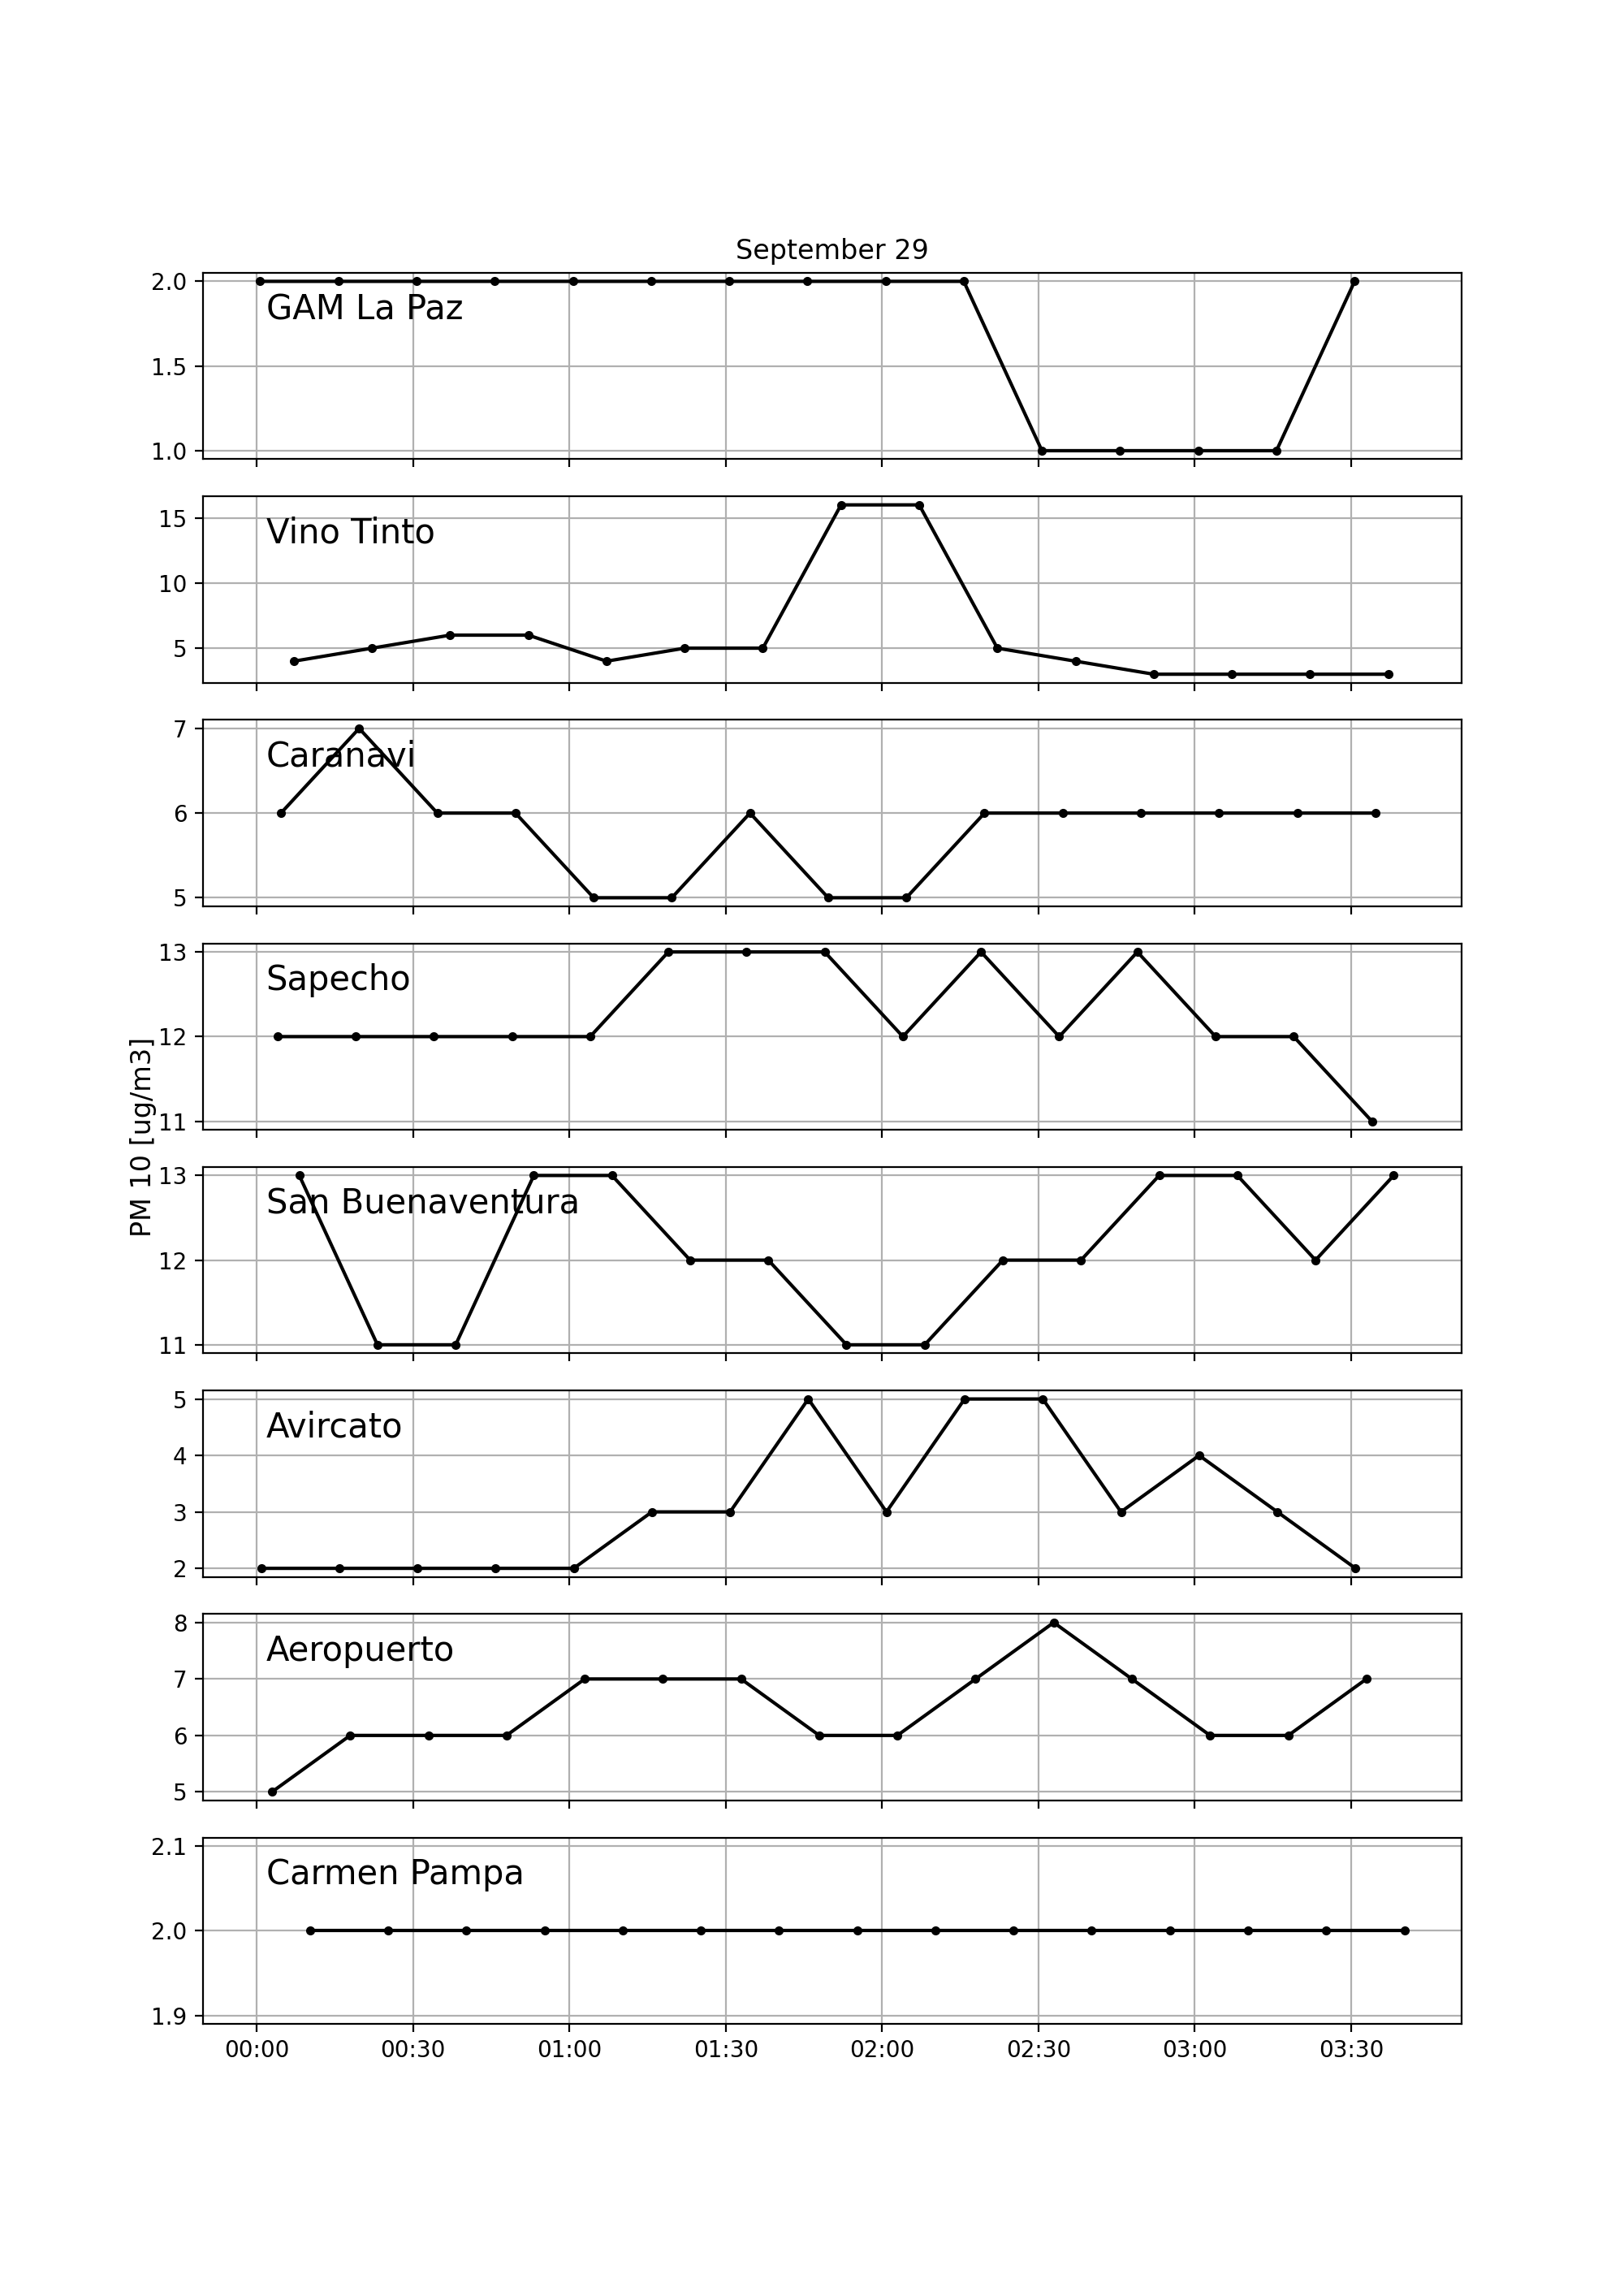 September 29
PM 10 [ug/m3]
2.0
GAM La Paz
1.5
1.0
15
Vino Tinto
10
5
7
Caranavi
6
5
13
Sapecho
12
11
13
San Buenaventura
12
11
5
Avircato
4
3
2
8
Aeropuerto
7
6
5
2.1
Carmen Pampa
2.0
1.9
00:00 00:30 01:00 01:30 02:00 02:30 03:00 03:30